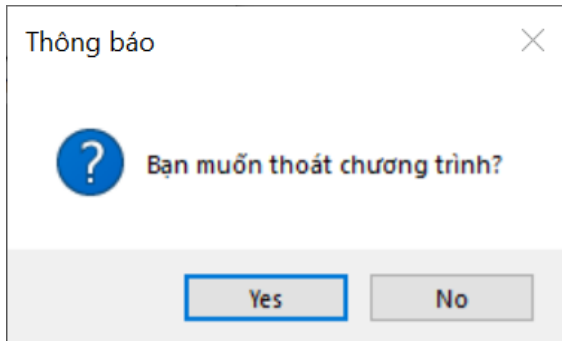 Thông báo
Bạn muốn thoát chương trình?
Yes
No